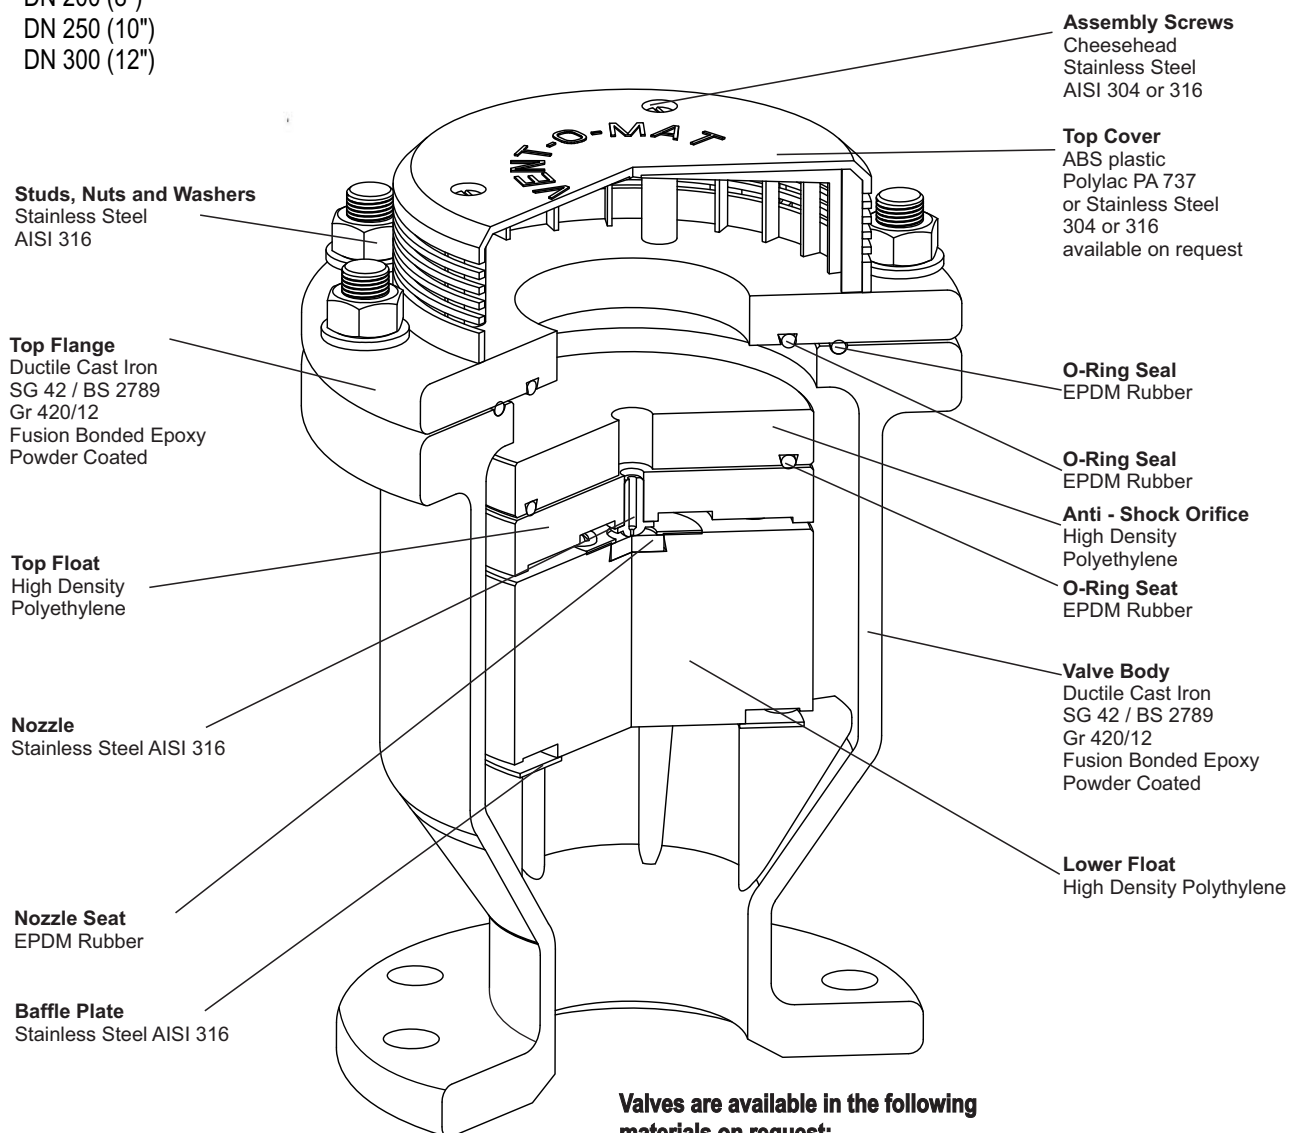 DN 200 (8")
DN 250 (10")
DN 300 (12")
Assembly Screws
Cheesehead
Stainless Steel
AISI 304 or 316
Top Cover
ABS plastic
Polylac PA 737
or Stainless Steel
304 or 316
available on request
VENT-O-MAT
Studs, Nuts and Washers
Stainless Steel
AISI 316
Top Flange
Ductile Cast Iron
SG 42 / BS 2789
Gr 420/12
Fusion Bonded Epoxy
Powder Coated
O-Ring Seal
EPDM Rubber
O-Ring Seal
EPDM Rubber
Anti - Shock Orifice
High Density
Polyethylene
O-Ring Seat
EPDM Rubber
Top Float
High Density
Polyethylene
Valve Body
Ductile Cast Iron
SG 42 / BS 2789
Gr 420/12
Fusion Bonded Epoxy
Powder Coated
Nozzle
Stainless Steel AISI 316
Lower Float
High Density Polythylene
Nozzle Seat
EPDM Rubber
Baffle Plate
Stainless Steel AISI 316
Valves are available in the following
materials on request: